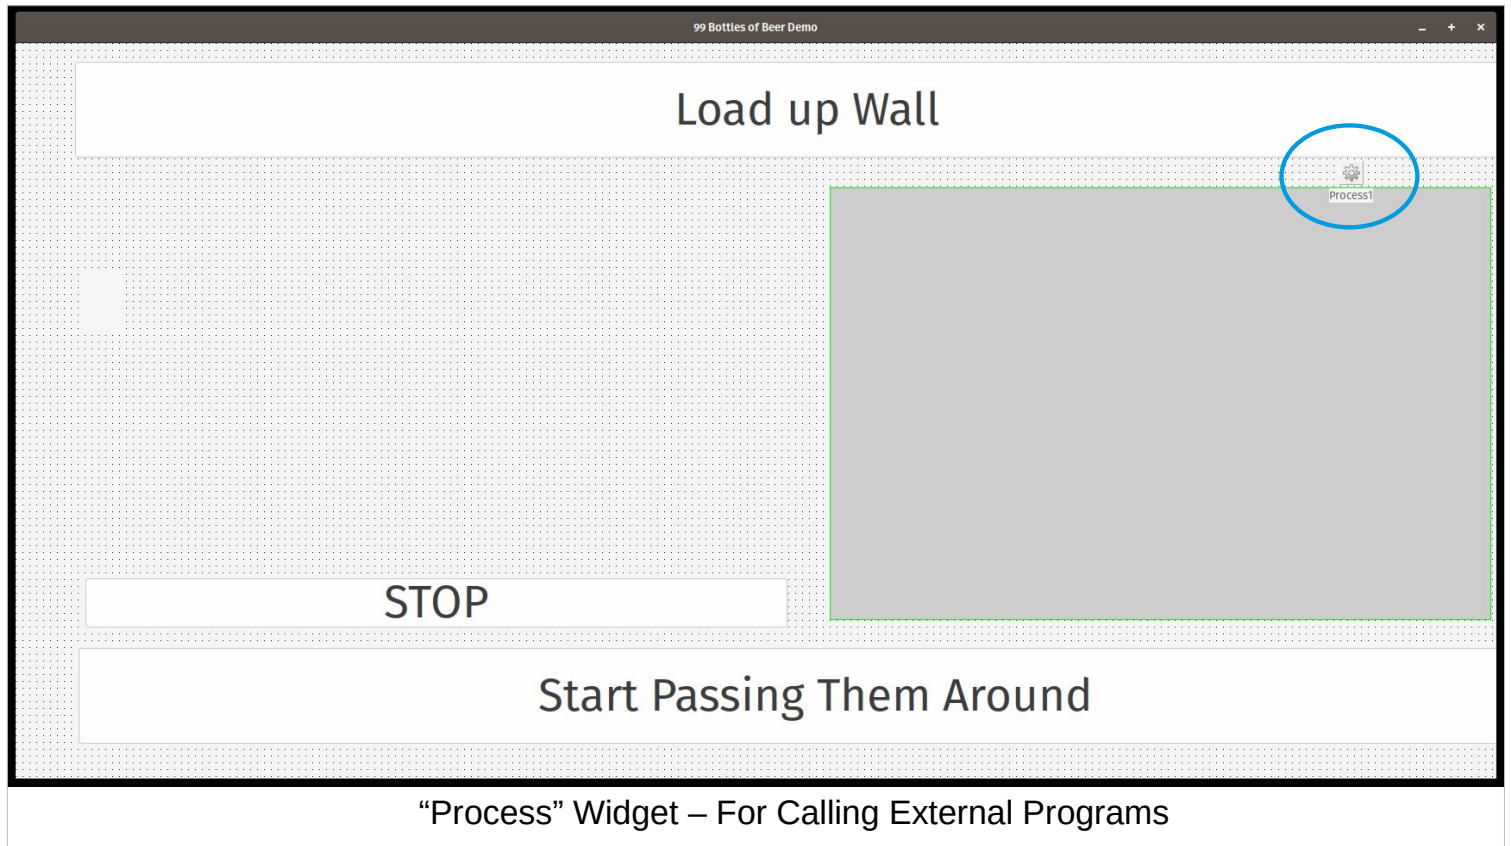 99 Bottles of Beer Demo
Load up Wall
Process1
STOP
Start Passing Them Around
“Process” Widget – For Calling External Programs